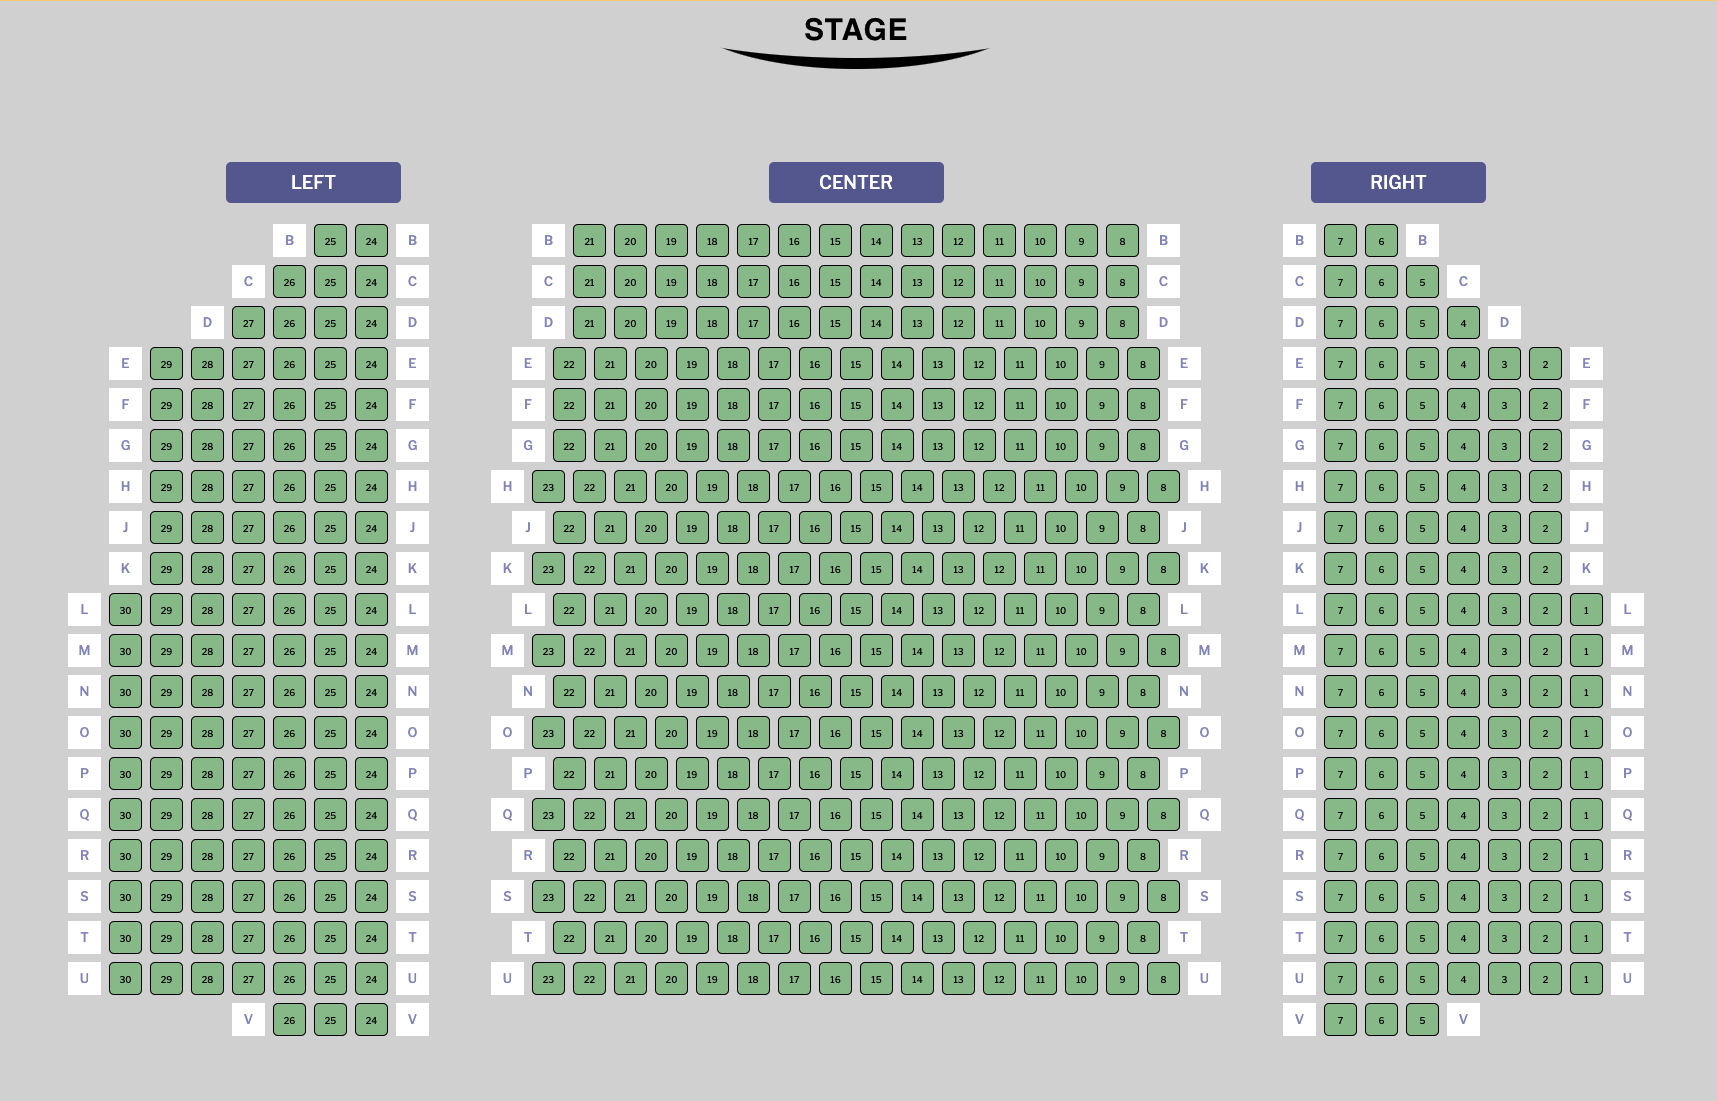 STAGE
LEFT CENTER RIGHT
B 25 24 B B 21 20 19 18 17 16 15 14 13 12 11 10 9 8 B B 7 6 B
C 26 25 24 C C 21 20 19 18 17 16 15 14 13 12 11 10 9 8 C C 7 6 5 C
D 27 26 25 24 D D 21 20 19 18 17 16 15 14 13 12 11 10 9 8 D D 7 6 5 4 D
E 29 28 27 26 25 24 E E 22 21 20 19 18 17 16 15 14 13 12 11 10 9 8 E E 7 6 5 4 3 2 E
F 29 28 27 26 25 24 F F 22 21 20 19 18 17 16 15 14 13 12 11 10 9 8 F F 7 6 5 4 3 2 F
G 29 28 27 26 25 24 G G 22 21 20 19 18 17 16 15 14 13 12 11 10 9 8 G G 7 6 5 4 3 2 G
H 29 28 27 26 25 24 H H 23 22 21 20 19 18 17 16 15 14 13 12 11 10 9 8 H H 7 6 5 4 3 2 H
J 29 28 27 26 25 24 J J 22 21 20 19 18 17 16 15 14 13 12 11 10 9 8 J J 7 6 5 4 3 2 J
K 29 28 27 26 25 24 K K 23 22 21 20 19 18 17 16 15 14 13 12 11 10 9 8 K K 7 6 5 4 3 2 K
L 30 29 28 27 26 25 24 L L 22 21 20 19 18 17 16 15 14 13 12 11 10 9 8 L L 7 6 5 4 3 2 1 L
M 30 29 28 27 26 25 24 M M 23 22 21 20 19 18 17 16 15 14 13 12 11 10 9 8 M M 7 6 5 4 3 2 1 M
N 30 29 28 27 26 25 24 N N 22 21 20 19 18 17 16 15 14 13 12 11 10 9 8 N N 7 6 5 4 3 2 1 N
O 30 29 28 27 26 25 24 O O 23 22 21 20 19 18 17 16 15 14 13 12 11 10 9 8 O O 7 6 5 4 3 2 1 O
P 30 29 28 27 26 25 24 P P 22 21 20 19 18 17 16 15 14 13 12 11 10 9 8 P P 7 6 5 4 3 2 1 P
Q 30 29 28 27 26 25 24 Q Q 23 22 21 20 19 18 17 16 15 14 13 12 11 10 9 8 Q Q 7 6 5 4 3 2 1 Q
R 30 29 28 27 26 25 24 R R 22 21 20 19 18 17 16 15 14 13 12 11 10 9 8 R R 7 6 5 4 3 2 1 R
S 30 29 28 27 26 25 24 S S 23 22 21 20 19 18 17 16 15 14 13 12 11 10 9 8 S S 7 6 5 4 3 2 1 S
T 30 29 28 27 26 25 24 T T 22 21 20 19 18 17 16 15 14 13 12 11 10 9 8 T T 7 6 5 4 3 2 1 T
U 30 29 28 27 26 25 24 U U 23 22 21 20 19 18 17 16 15 14 13 12 11 10 9 8 U U 7 6 5 4 3 2 1 U
V 26 25 24 V V 7 6 5 V